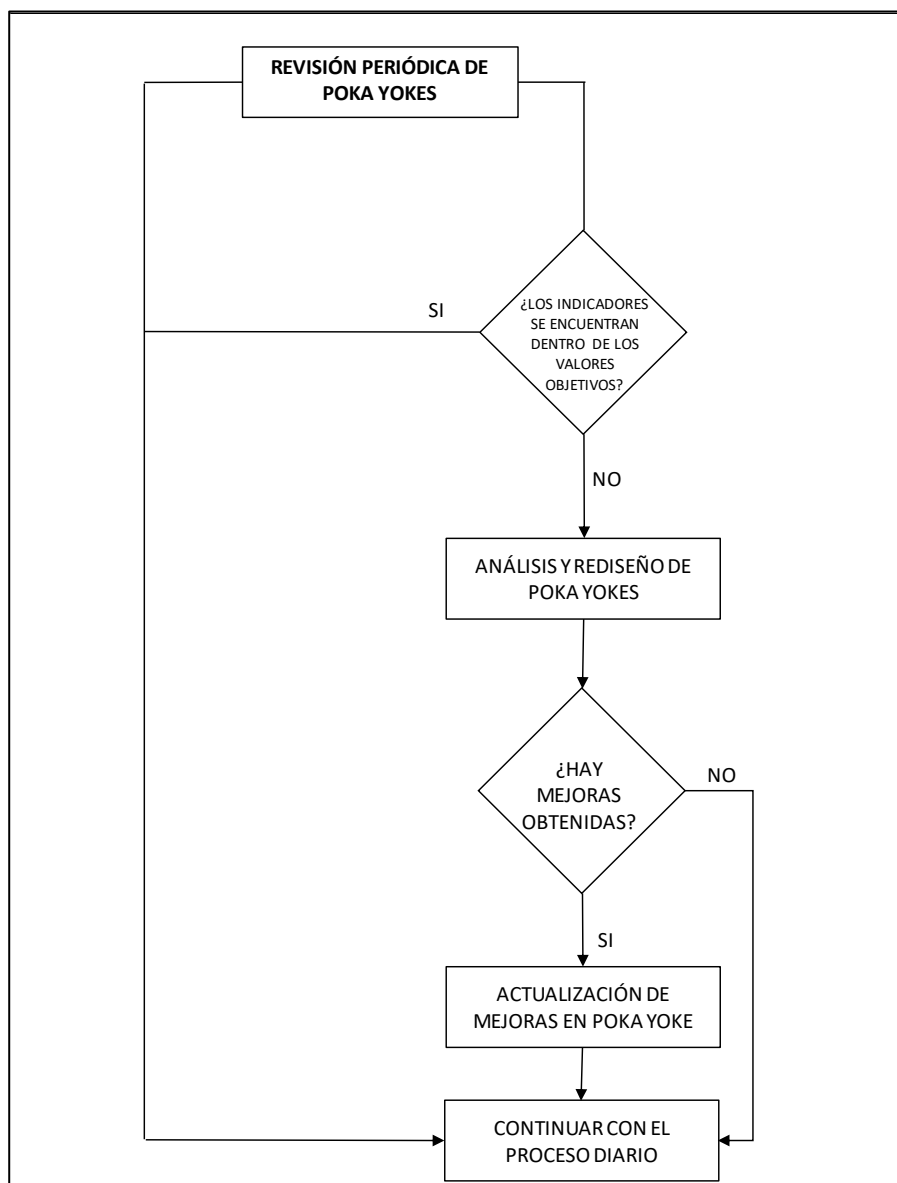 REVISIÓN PERIÓDICA DE
POKA YOKES
SI
¿LOS INDICADORES
SE ENCUENTRAN
DENTRO DE LOS
VALORES
OBJETIVOS?
NO
ANÁLISIS Y REDISEÑO DE
POKA YOKES
¿HAY
MEJORAS
OBTENIDAS?
NO
SI
ACTUALIZACIÓN DE
MEJORAS EN POKA YOKE
CONTINUAR CON EL
PROCESO DIARIO